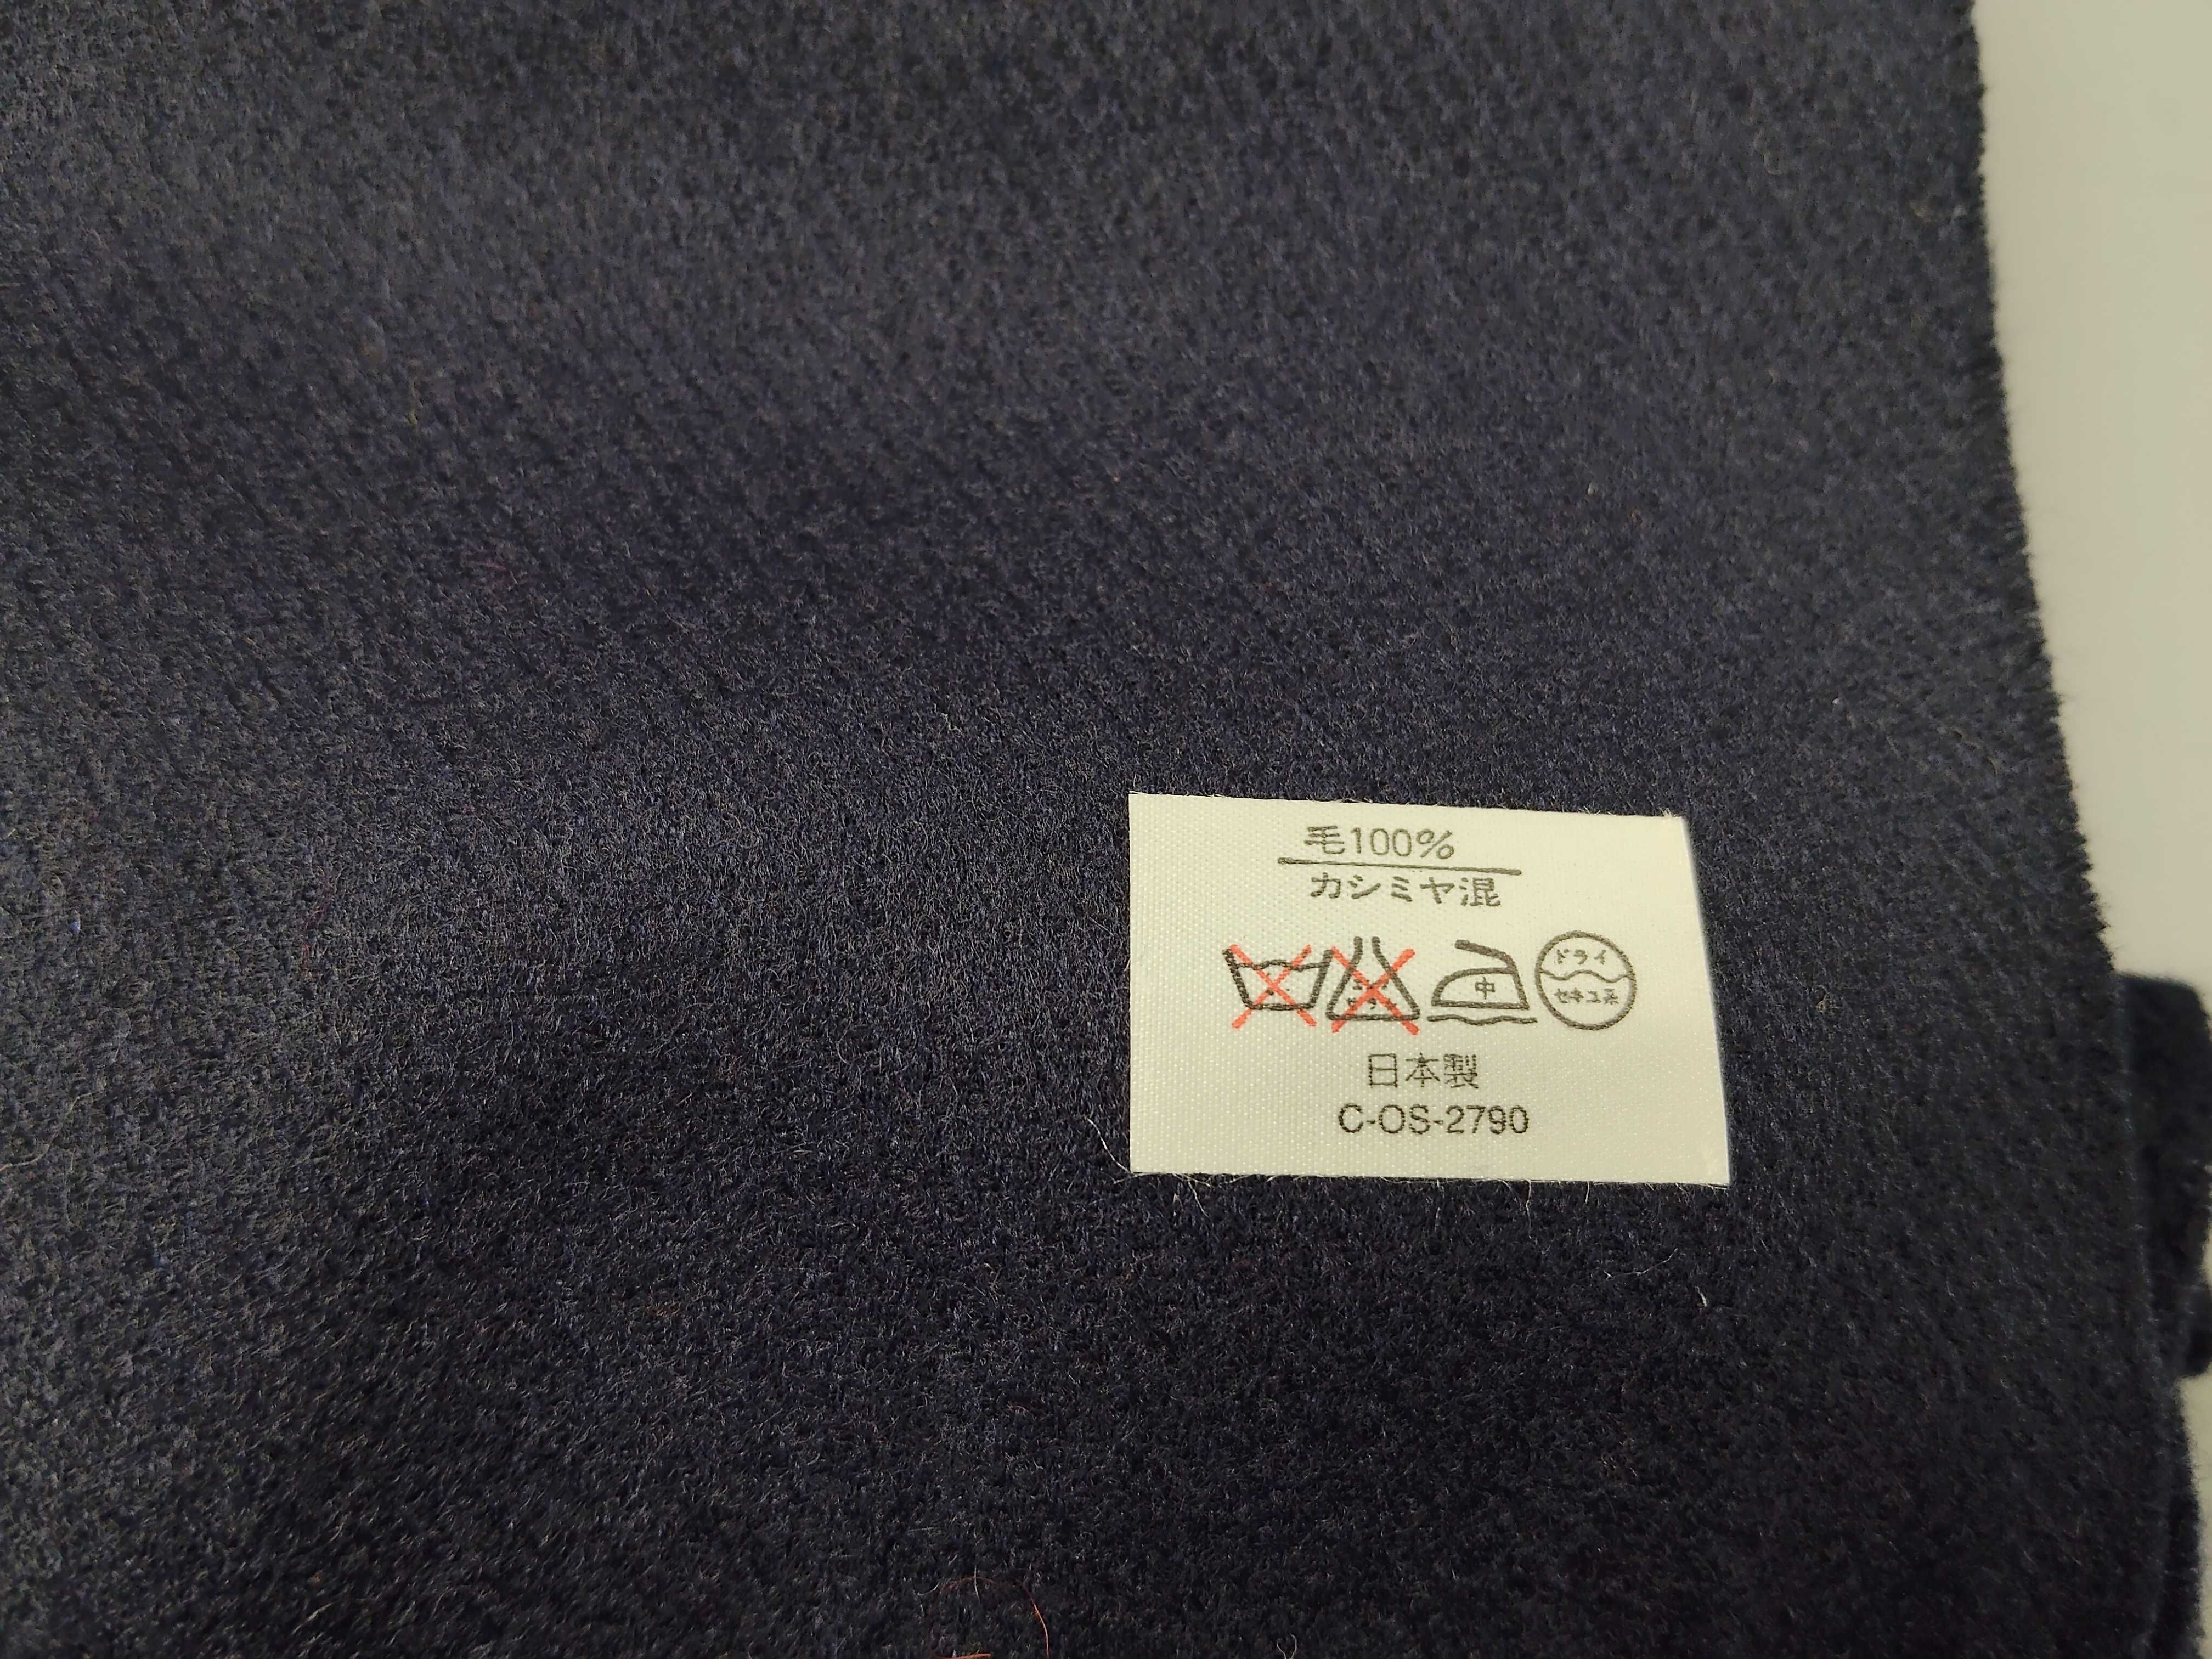 毛100%
カシミヤ混
中 ドライ
セキユ系
日本製
C-OS-2790